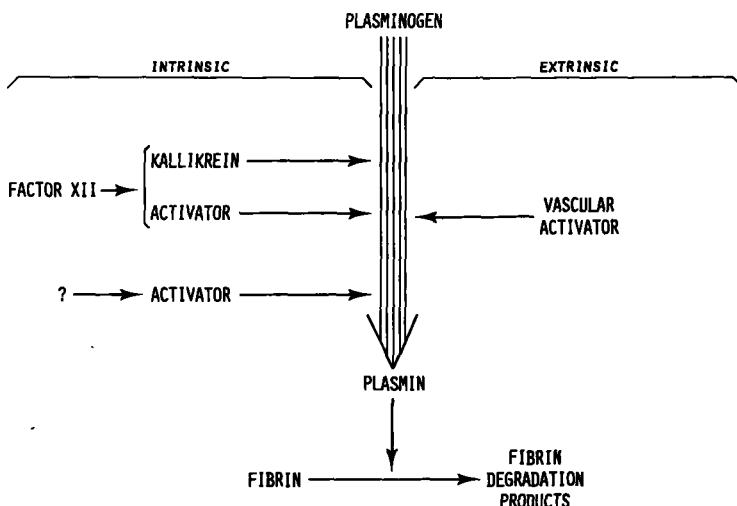 PLASMINOGEN
INTRINSIC
EXTRINSIC
KALLIKREIN
FACTOR XII
ACTIVATOR
VASCULAR
ACTIVATOR
? ACTIVATOR
PLASMIN
FIBRIN
FIBRIN
DEGRADATION
PRODUCTS